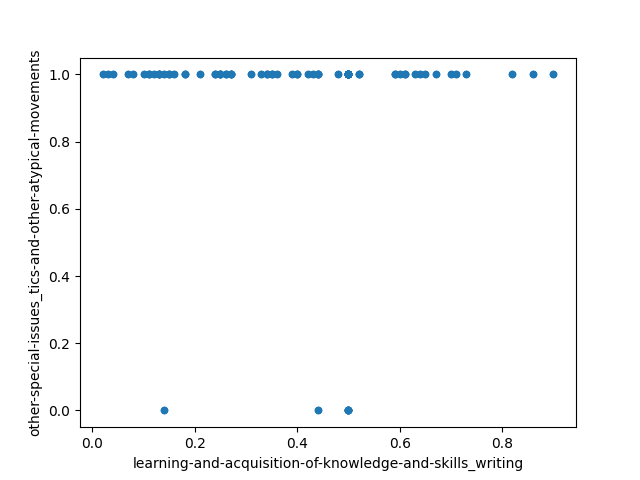 other-special-issues_tics-and-other-atypical-movements
1.0
0.8
0.6
0.4
0.2
0.0
0.0 0.2 0.4 0.6 0.8
learning-and-acquisition-of-knowledge-and-skills_writing